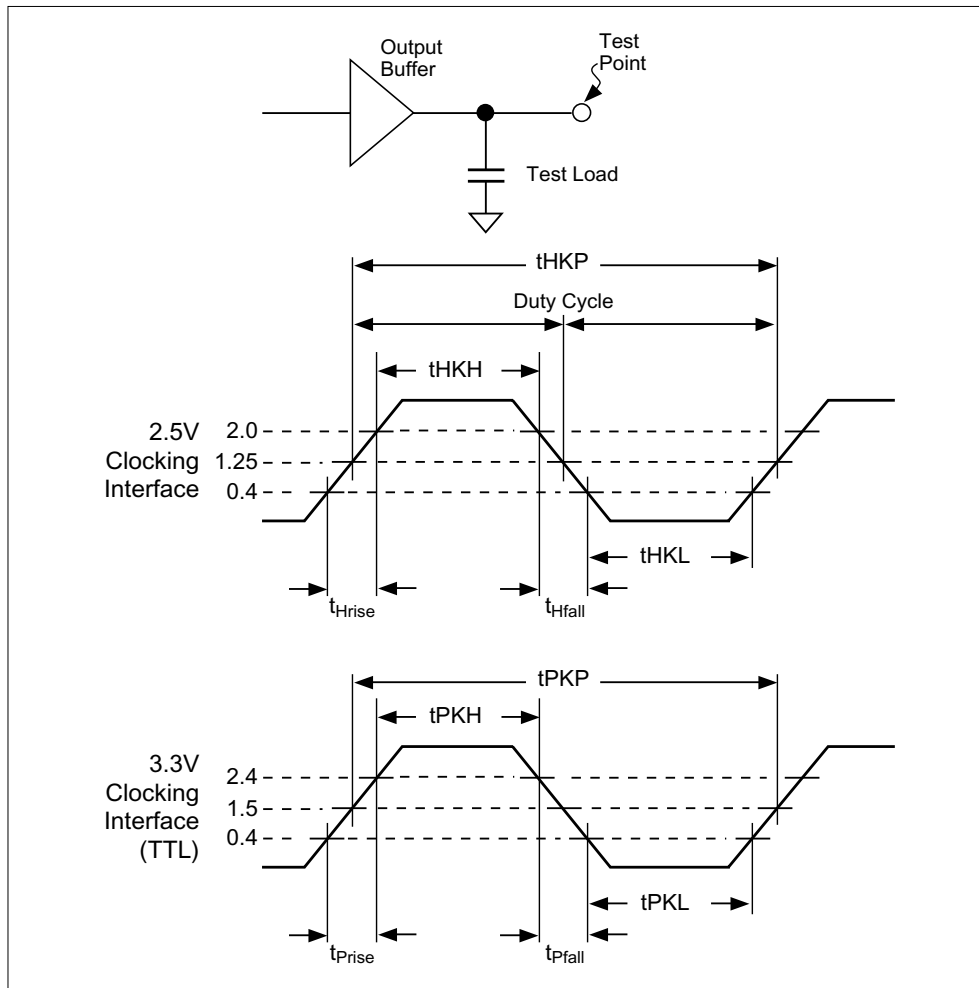 Output
Buffer
Test
Point
Test Load
tHKP
Duty Cycle
tHKH
2.5V
Clocking
Interface
2.0
1.25
0.4
tHKL
tHrise
tHfall
tPKP
tPKH
3.3V
Clocking
Interface
(TTL)
2.4
1.5
0.4
tPKL
tPrise
tPfall